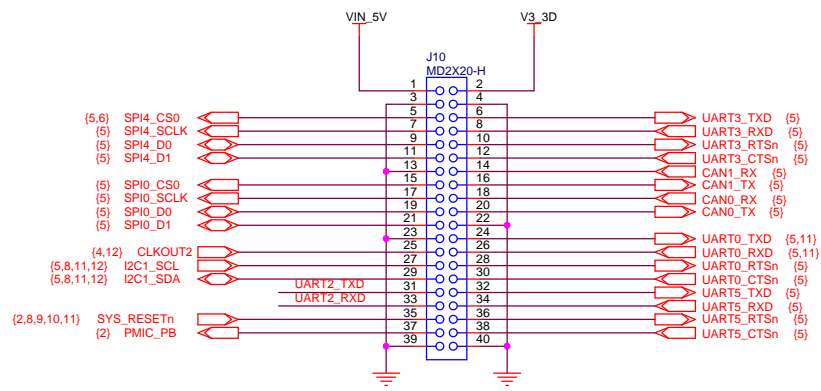 VIN_5V V3_3D
J10
MD2X20-H
1 2
3 4
{5,6} SPI4_CS0 5 6 UART3_TXD {5}
{5} SPI4_SCLK 7 8 UART3_RXD {5}
{5} SPI4_D0 9 10 UART3_RTSn {5}
{5} SPI4_D1 11 12 UART3_CTSn {5}
13 14 CAN1_RX {5}
{5} SPI0_CS0 15 16 CAN1_TX {5}
{5} SPI0_SCLK 17 18 CAN0_RX {5}
{5} SPI0_D0 19 20 CAN0_TX {5}
{5} SPI0_D1 21 22
23 24 UART0_TXD {5,11}
{4,12} CLKOUT2 25 26 UART0_RXD {5,11}
{5,8,11,12} I2C1_SCL 27 28 UART0_RTSn {5}
{5,8,11,12} I2C1_SDA 29 30 UART0_CTSn {5}
UART2_TXD 31 32 UART5_TXD {5}
UART2_RXD 33 34 UART5_RXD {5}
{2,8,9,10,11} SYS_RESETn 35 36 UART5_RTSn {5}
{2} PMIC_PB 37 38 UART5_CTSn {5}
39 40